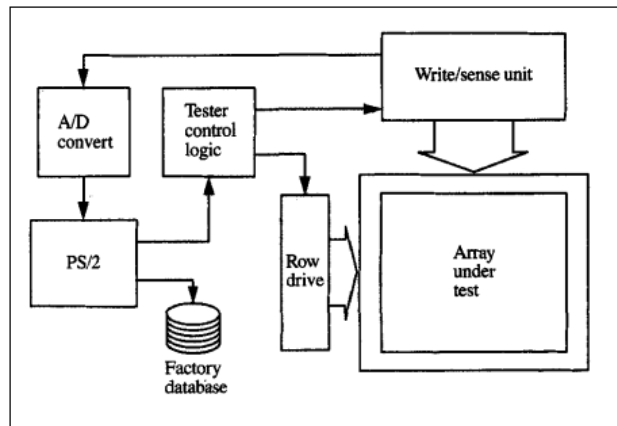 Write/sense unit
A/D
convert
Tester
control
logic
PS/2
Row
drive
Array
under
test
Factory
database